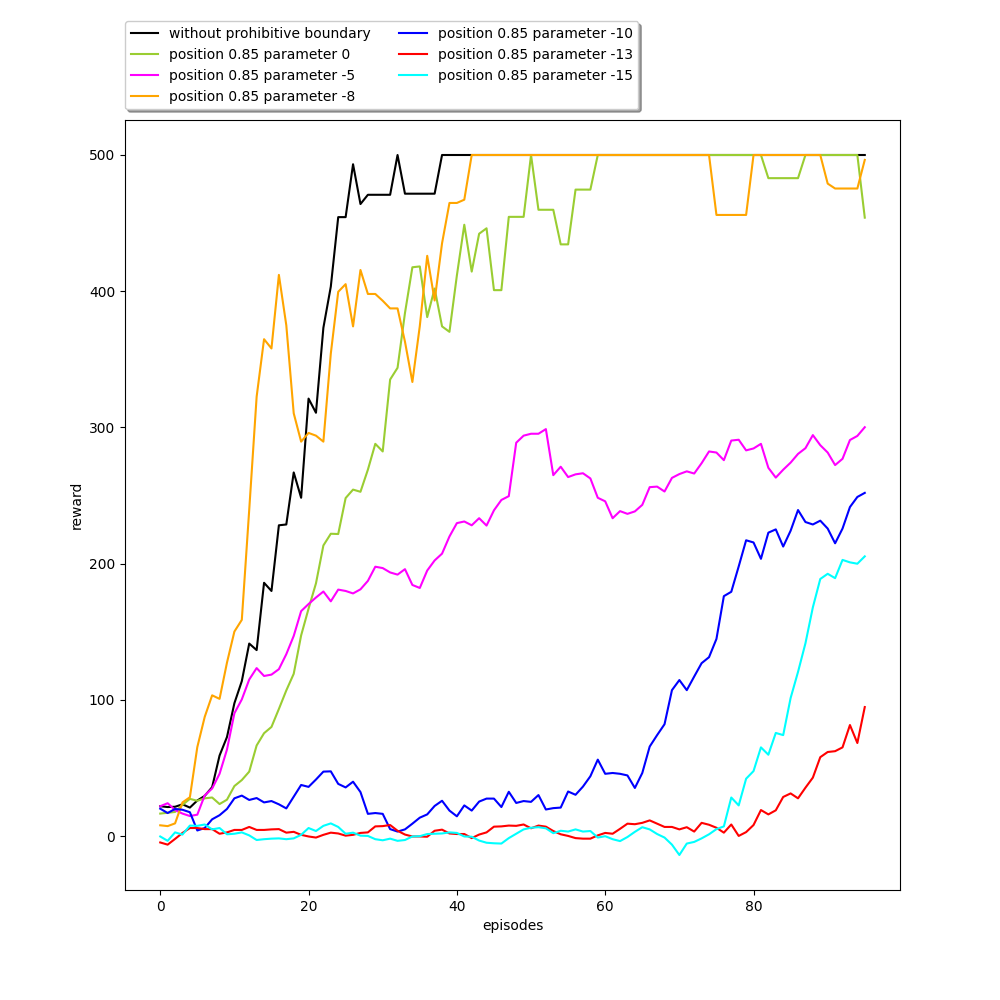 without prohibitive boundary
position 0.85 parameter 0
position 0.85 parameter -5
position 0.85 parameter -8
position 0.85 parameter -10
position 0.85 parameter -13
position 0.85 parameter -15
500
400
300
200
100
0
reward
0 20 40 60 80
episodes